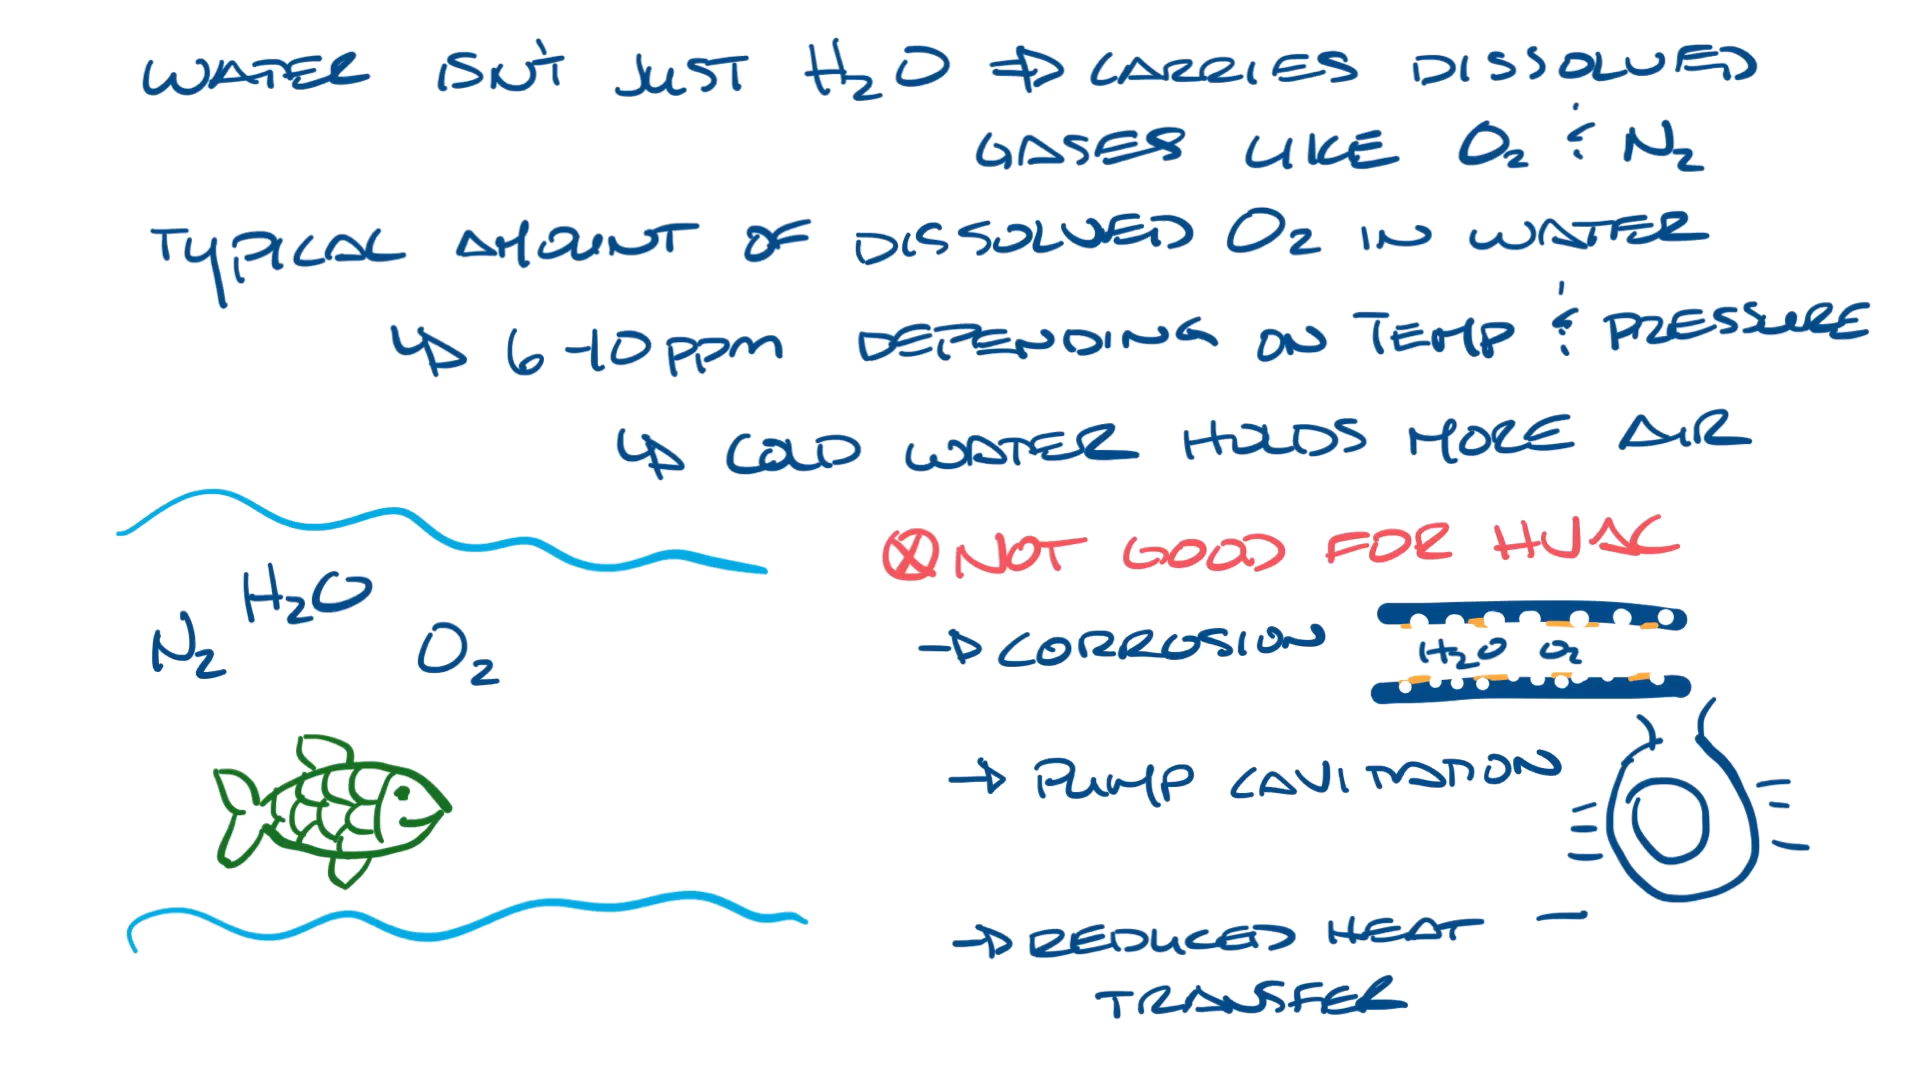 WATER ISN'T JUST H₂O ⇒ CARRIES DISSOLVED
GASES LIKE O₂ & N₂
TYPICAL AMOUNT OF DISSOLVED O₂ IN WATER
↳ 6-10 ppm DEPENDING ON TEMP & PRESSURE
↳ COLD WATER HOLDS MORE AIR
⊗ NOT GOOD FOR HVAC
H₂O
N₂
O₂
→ CORROSION
H₂O O₂
→ PUMP CAVITATION
→ REDUCED HEAT —
TRANSFER